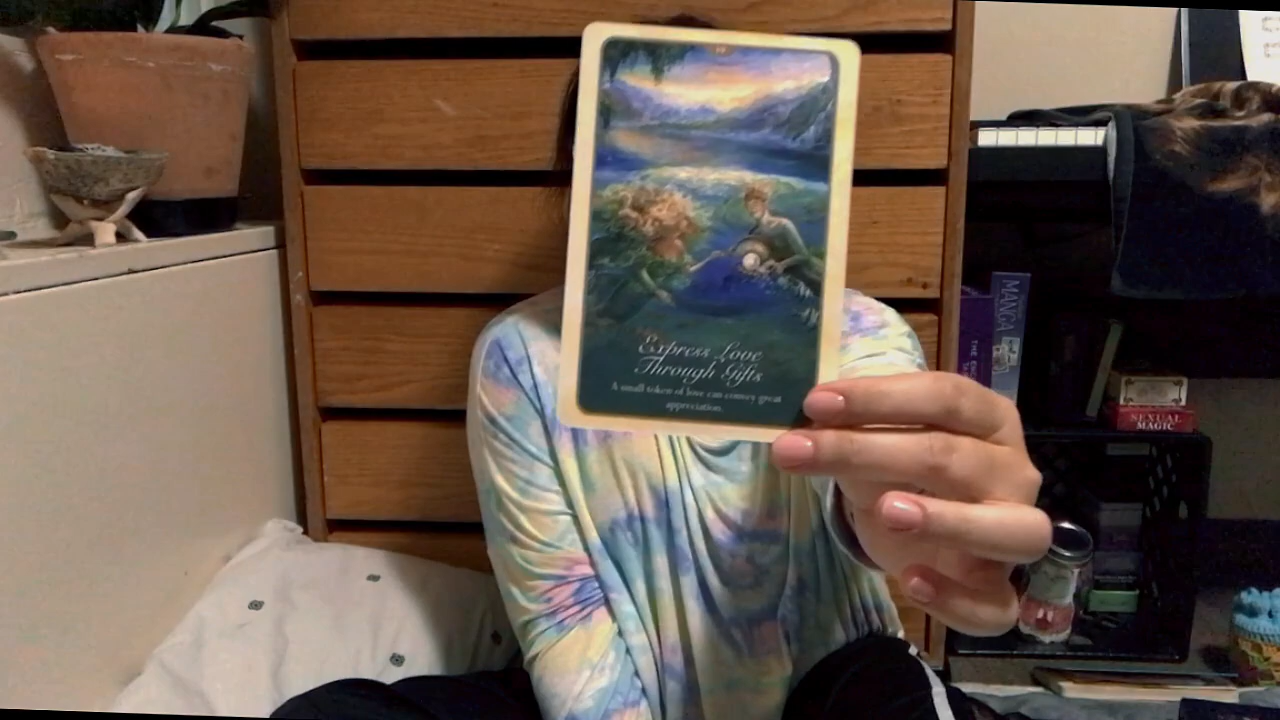 Express Love
Through Gifts
A small token of love can convey great
appreciation.
MANGA
SEXUAL
MAGIC